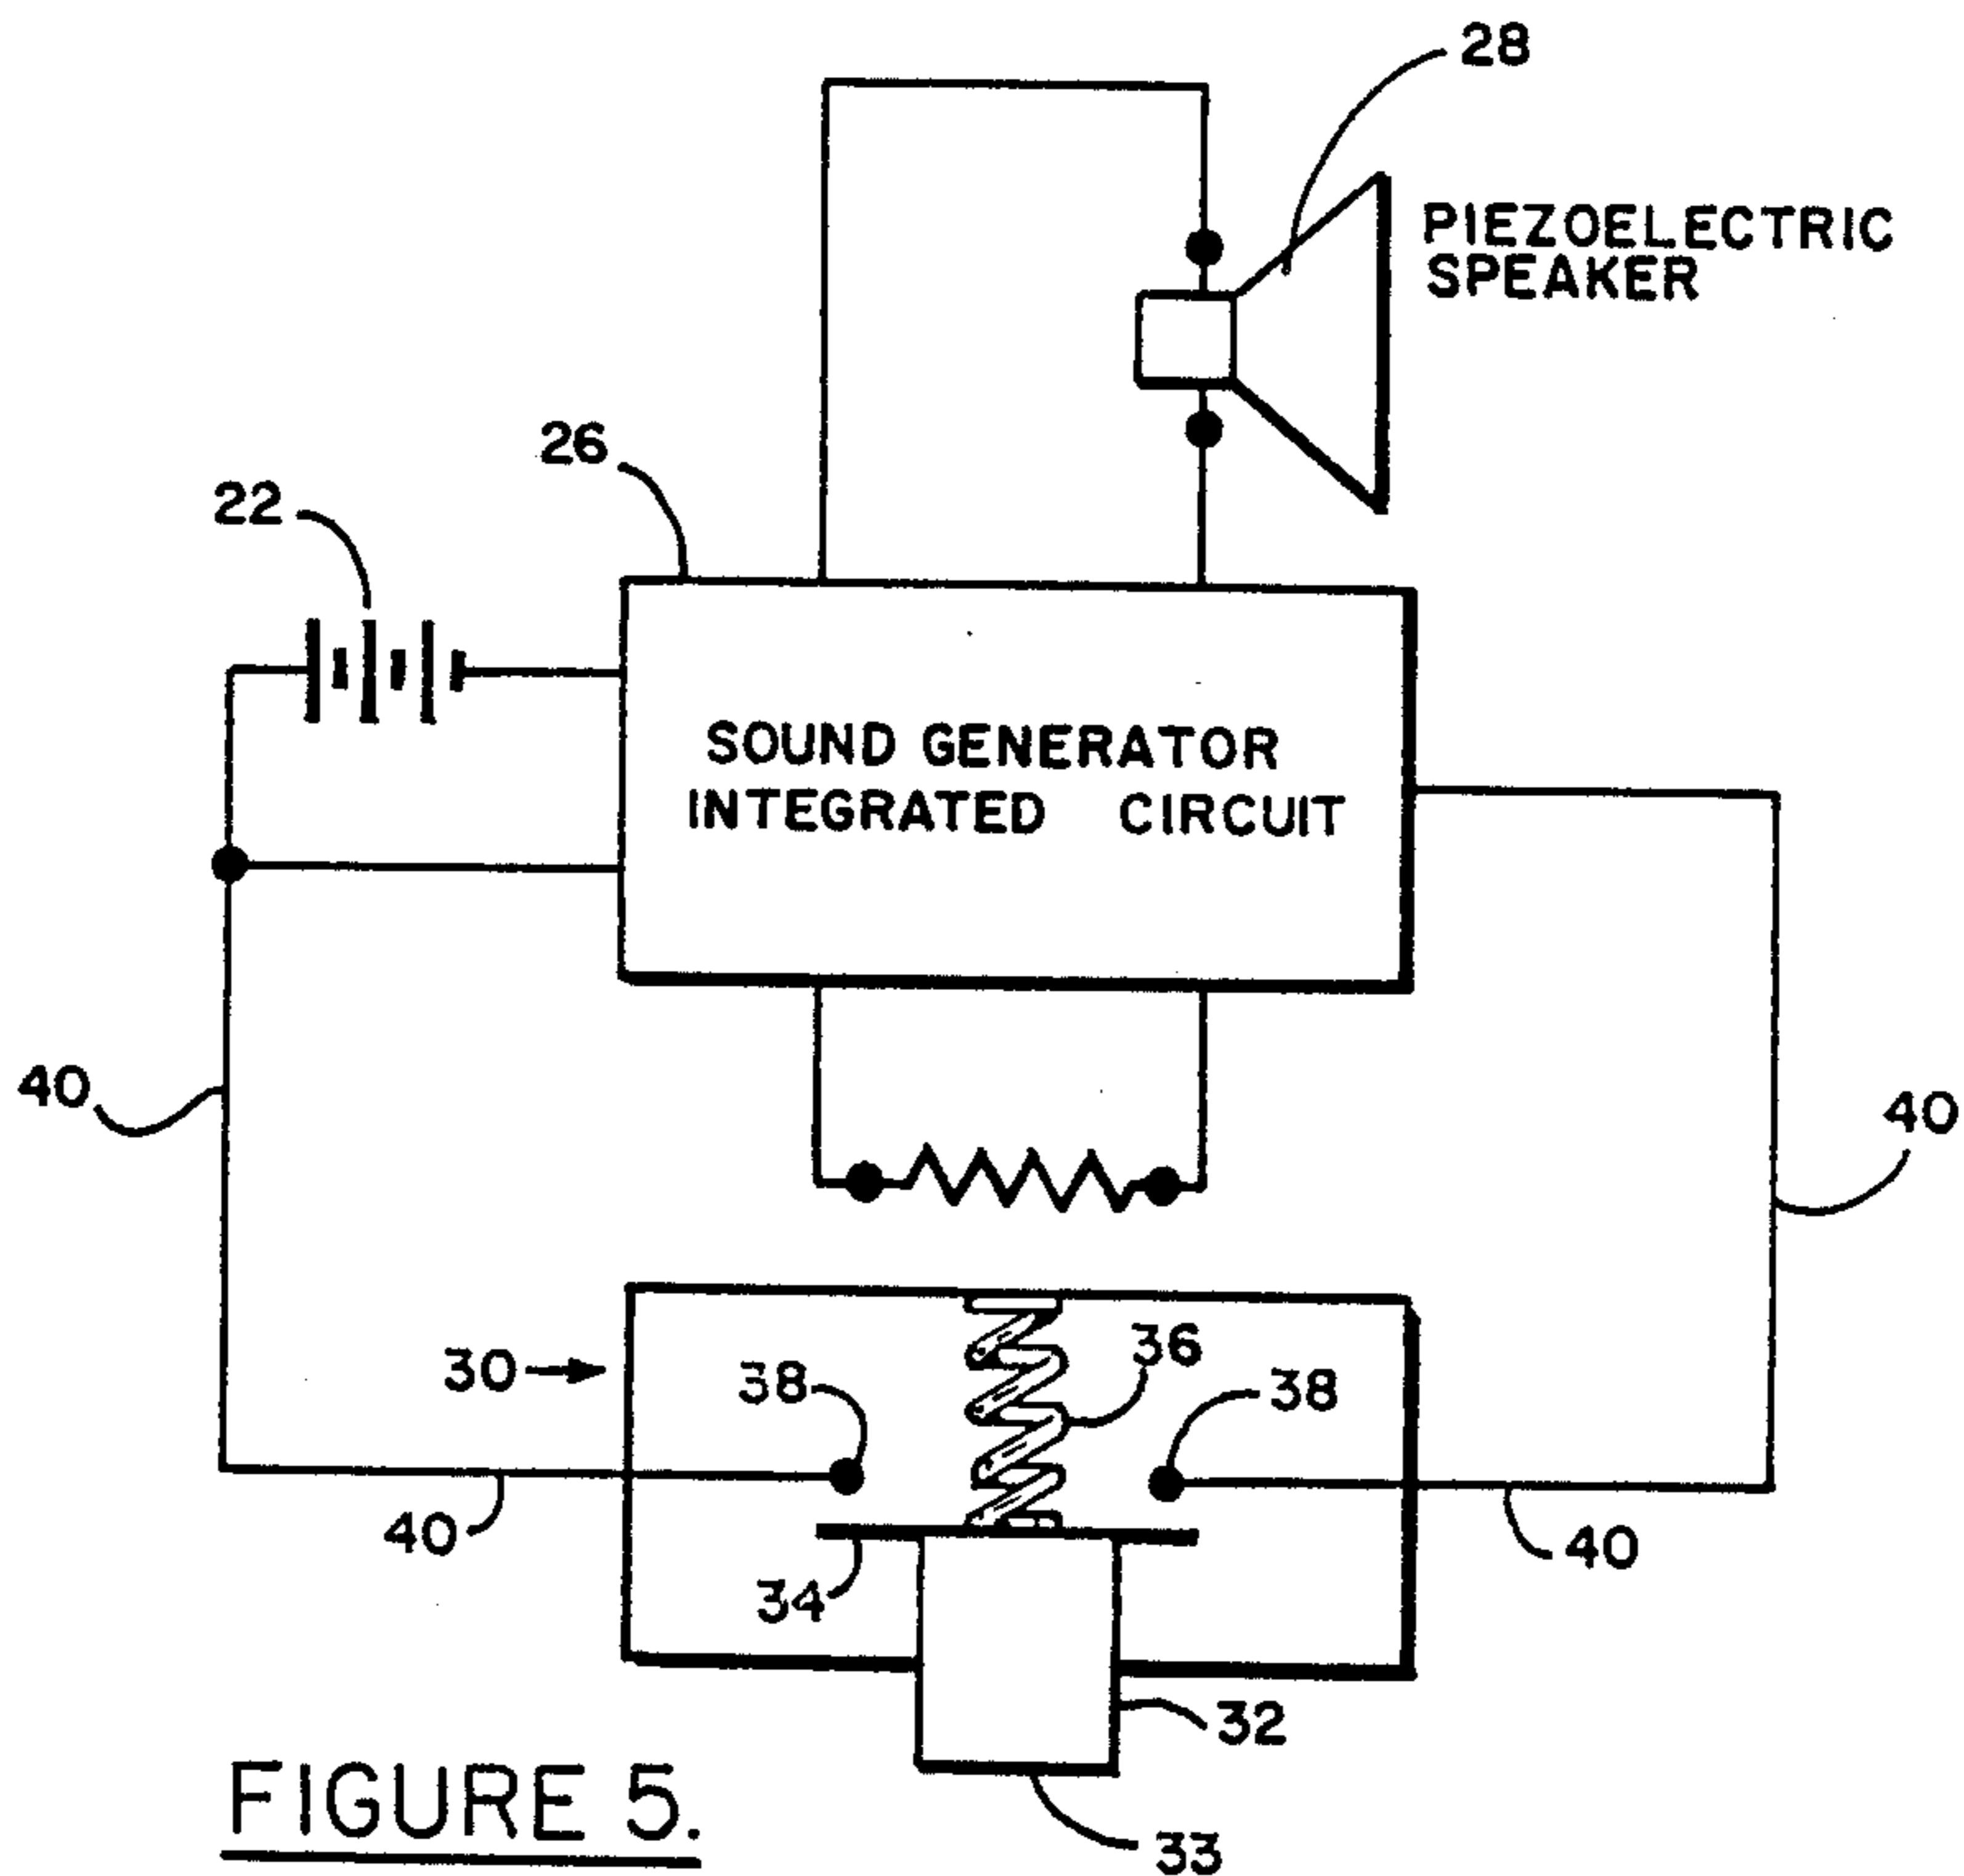 28
PIEZOELECTRIC
SPEAKER
26
22
SOUND GENERATOR
INTEGRATED CIRCUIT
40
40
30
38
36
38
40
34
40
32
33
FIGURE 5.